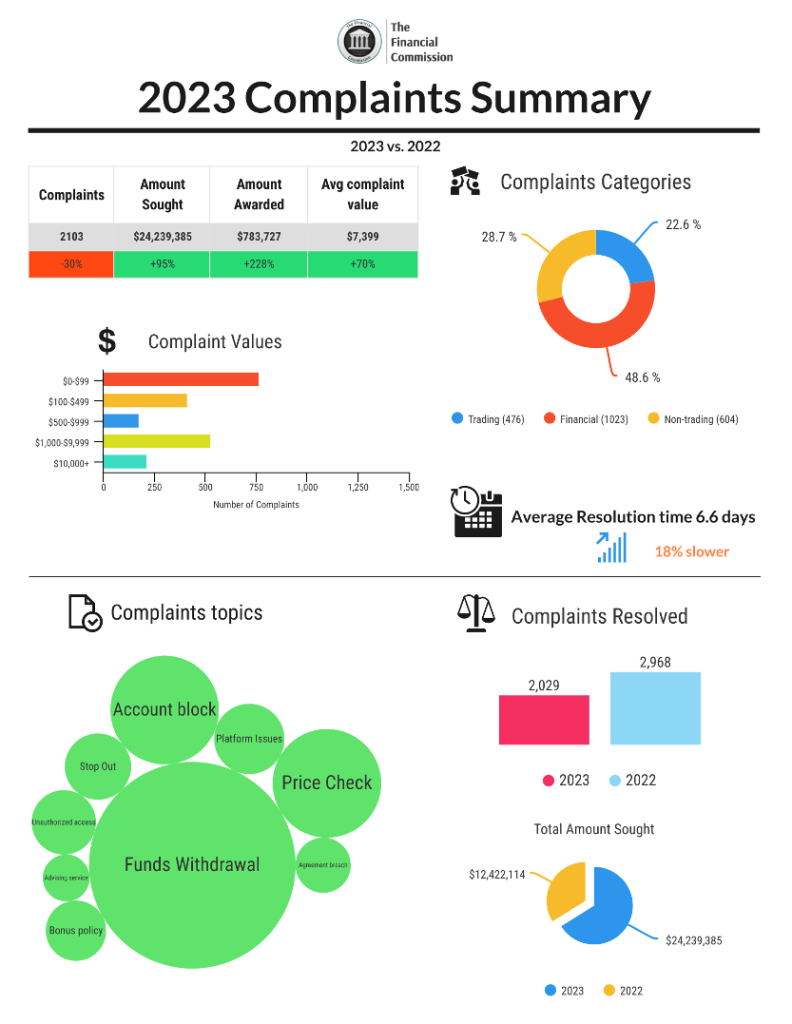 The
Financial
Commission
2023 Complaints Summary
2023 vs. 2022
Complaints
Amount
Sought
Amount
Awarded
Avg complaint
value
2103
$24,239,385
$783,727
$7,399
-30%
+95%
+228%
+70%
Complaints Categories
28.7 %
22.6 %
48.6 %
Trading (476)
Financial (1023)
Non-trading (604)
$
Complaint Values
$0-$99
$100-$499
$500-$999
$1,000-$9,999
$10,000+
0
250
500
750
1,000
1,250
1,500
Number of Complaints
Average Resolution time 6.6 days
18% slower
Complaints topics
Account block
Platform Issues
Stop Out
Price Check
Unauthorized access
Funds Withdrawal
Agreement breach
Advising service
Bonus policy
Complaints Resolved
2,029
2,968
2023
2022
Total Amount Sought
$12,422,114
$24,239,385
2023
2022